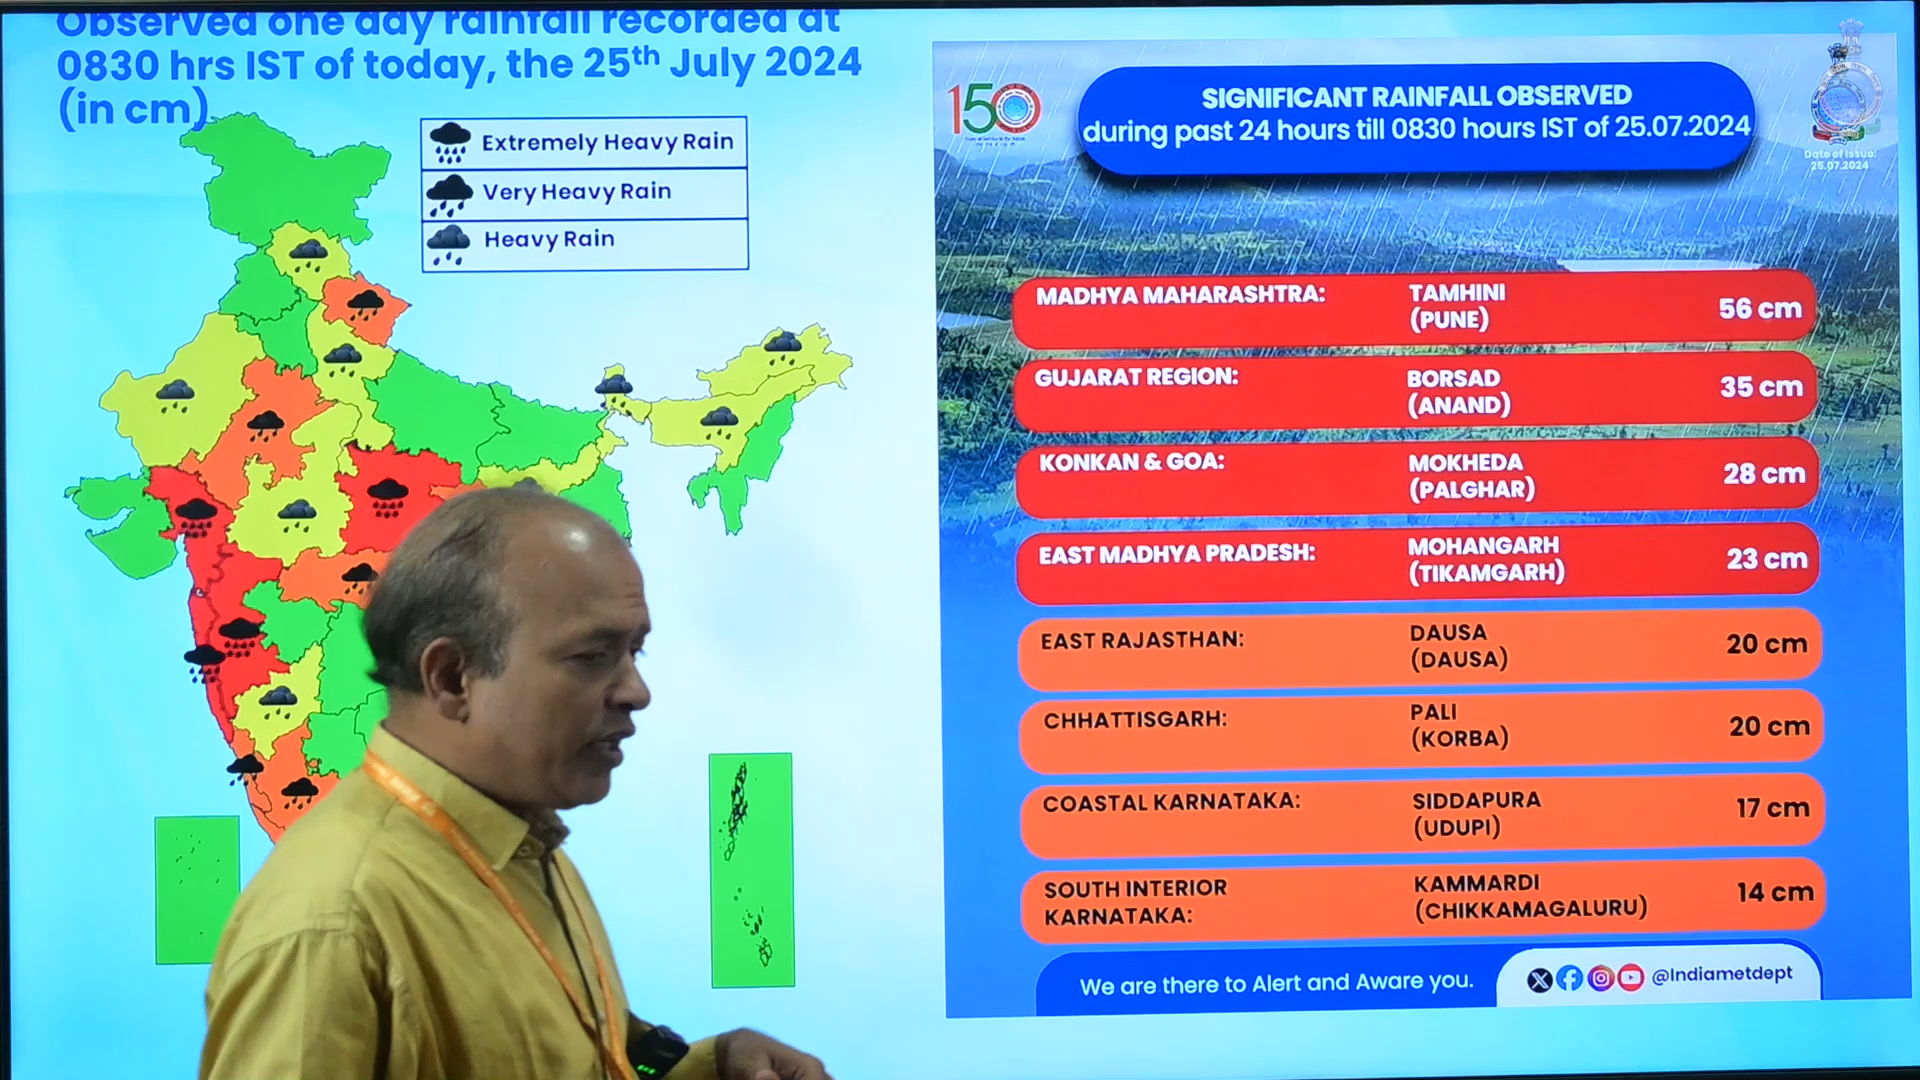 Observed one day rainfall recorded at
0830 hrs IST of today, the 25th July 2024
(in cm)
Extremely Heavy Rain
Very Heavy Rain
Heavy Rain
150
SIGNIFICANT RAINFALL OBSERVED
during past 24 hours till 0830 hours IST of 25.07.2024
Date of Issue:
25.07.2024
MADHYA MAHARASHTRA: TAMHINI
(PUNE) 56 cm
GUJARAT REGION: BORSAD
(ANAND) 35 cm
KONKAN & GOA: MOKHEDA
(PALGHAR) 28 cm
EAST MADHYA PRADESH: MOHANGARH
(TIKAMGARH) 23 cm
EAST RAJASTHAN: DAUSA
(DAUSA) 20 cm
CHHATTISGARH: PALI
(KORBA) 20 cm
COASTAL KARNATAKA: SIDDAPURA
(UDUPI) 17 cm
SOUTH INTERIOR KAMMARDI
KARNATAKA: (CHIKKAMAGALURU) 14 cm
We are there to Alert and Aware you.
@Indiametdept